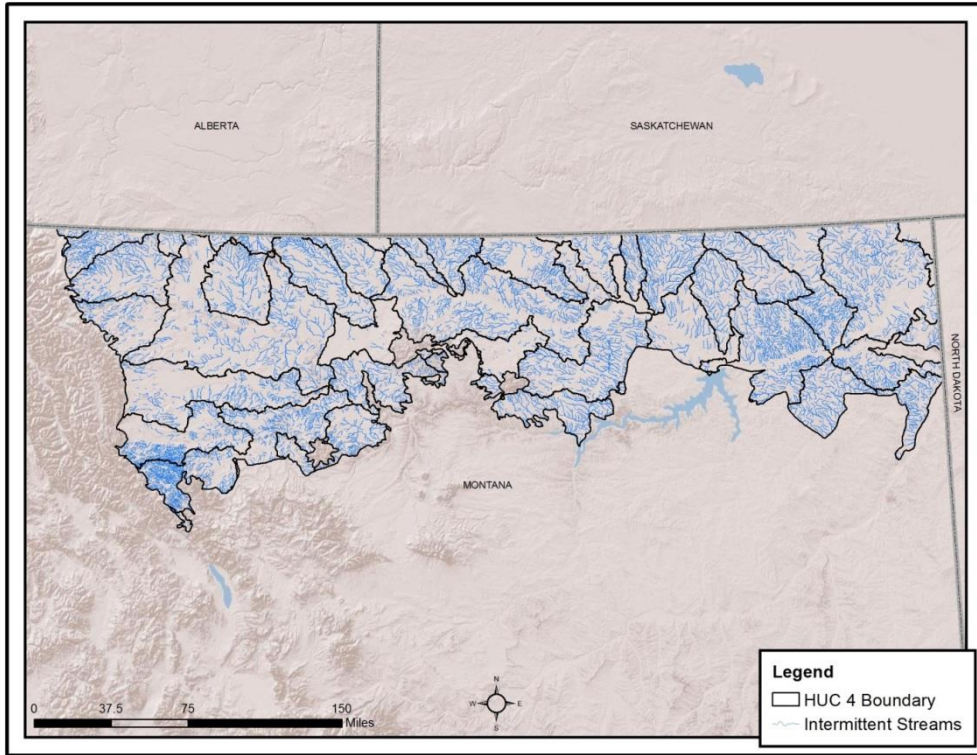 ALBERTA
SASKATCHEWAN
NORTH DAKOTA
MONTANA
0 37.5 75 150
Miles
N
W E
S
Legend
HUC 4 Boundary
Intermittent Streams